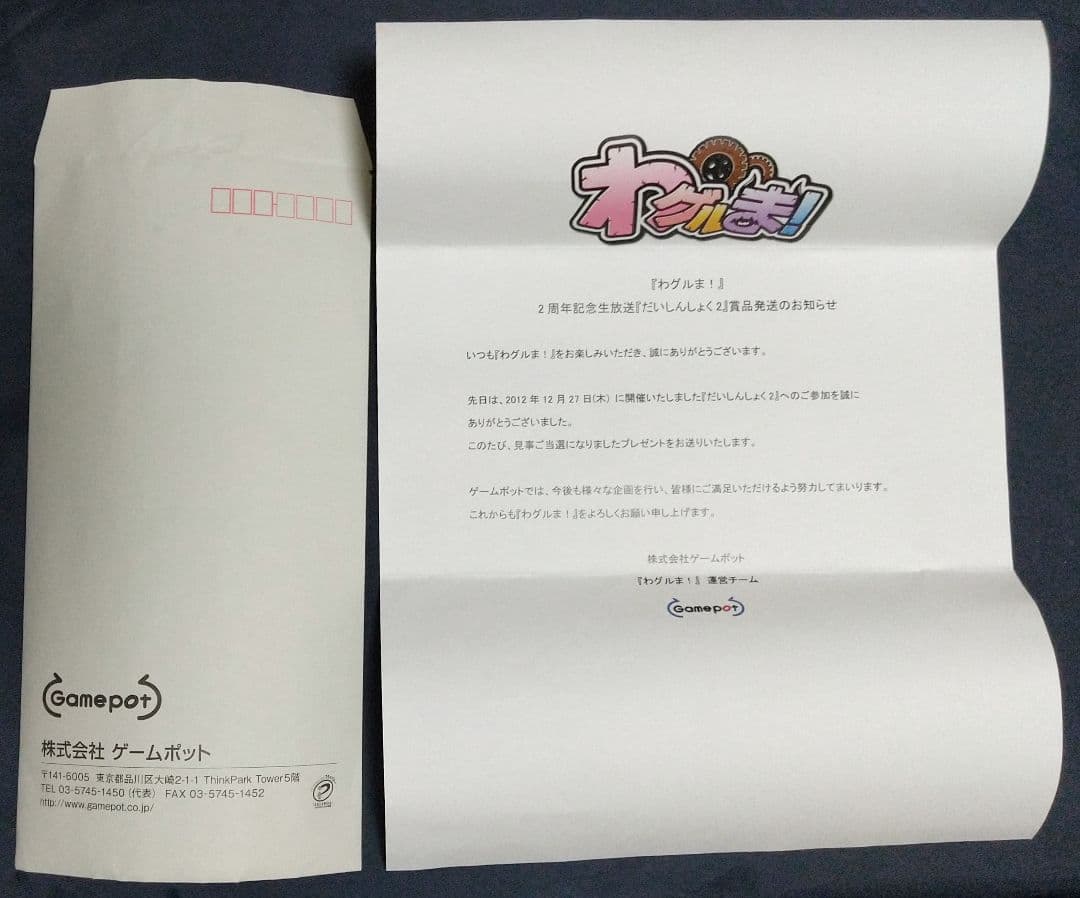 Gamepot
株式会社 ゲームポット
〒141-6005 東京都品川区大崎2-1-1 ThinkPark Tower5階
TEL 03-5745-1450 (代表) FAX 03-5745-1452
http://www.gamepot.co.jp/
わグルま!
『わグルま！』
2周年記念生放送『だいしんしょく2』賞品発送のお知らせ
いつも『わグルま！』をお楽しみいただき、誠にありがとうございます。
先日は、2012年12月27日(木) に開催いたしました『だいしんしょく2』へのご参加を誠に
ありがとうございました。
このたび、見事ご当選になりましたプレゼントをお送りいたします。
ゲームポットでは、今後も様々な企画を行い、皆様にご満足いただけるよう努力してまいります。
これからも『わグルま！』をよろしくお願い申し上げます。
株式会社ゲームポット
『わグルま！』 運営チーム
Gamepot